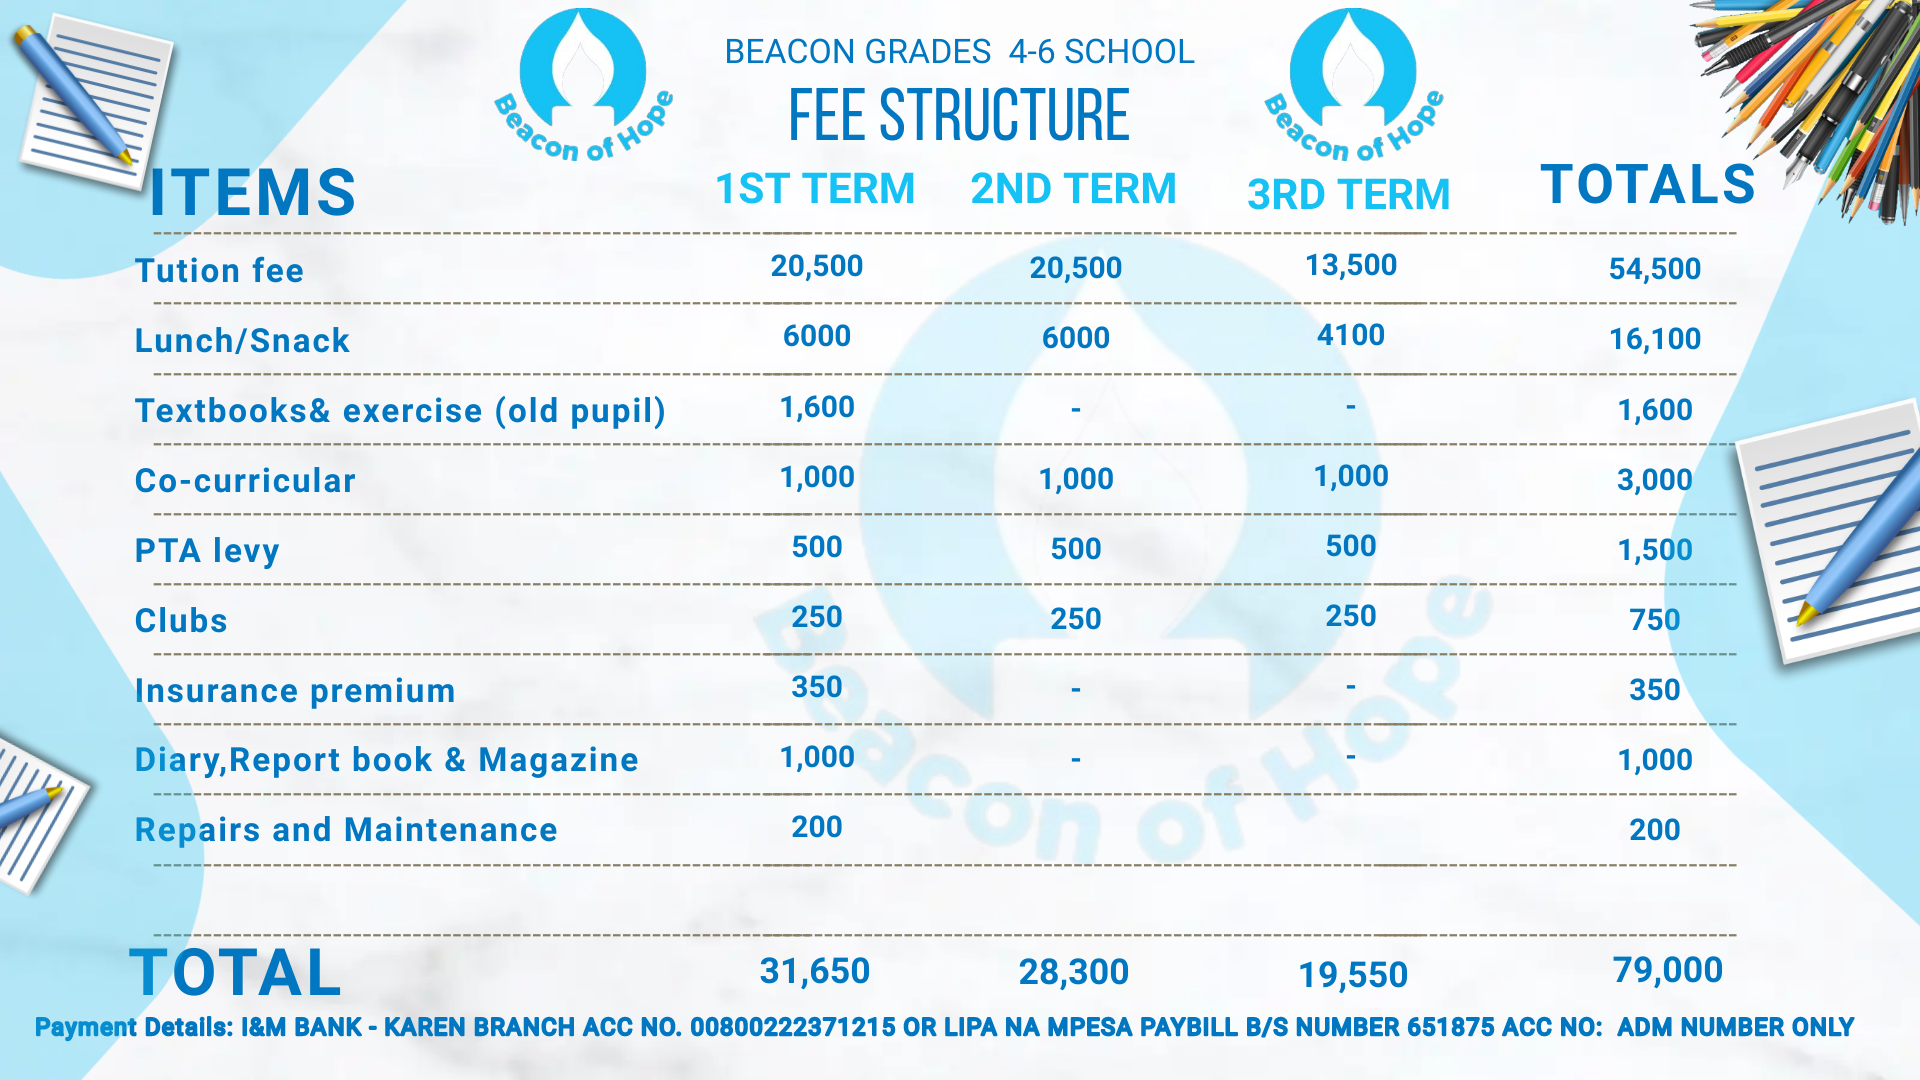 Beacon of Hope
BEACON GRADES 4-6 SCHOOL
FEE STRUCTURE
Beacon of Hope
ITEMS 1ST TERM 2ND TERM 3RD TERM TOTALS
Tution fee 20,500 20,500 13,500 54,500
Lunch/Snack 6000 6000 4100 16,100
Textbooks& exercise (old pupil) 1,600 - - 1,600
Co-curricular 1,000 1,000 1,000 3,000
PTA levy 500 500 500 1,500
Clubs 250 250 250 750
Insurance premium 350 - - 350
Diary,Report book & Magazine 1,000 - - 1,000
Repairs and Maintenance 200 200
Beacon of Hope
TOTAL 31,650 28,300 19,550 79,000
Payment Details: I&M BANK - KAREN BRANCH ACC NO. 00800222371215 OR LIPA NA MPESA PAYBILL B/S NUMBER 651875 ACC NO: ADM NUMBER ONLY